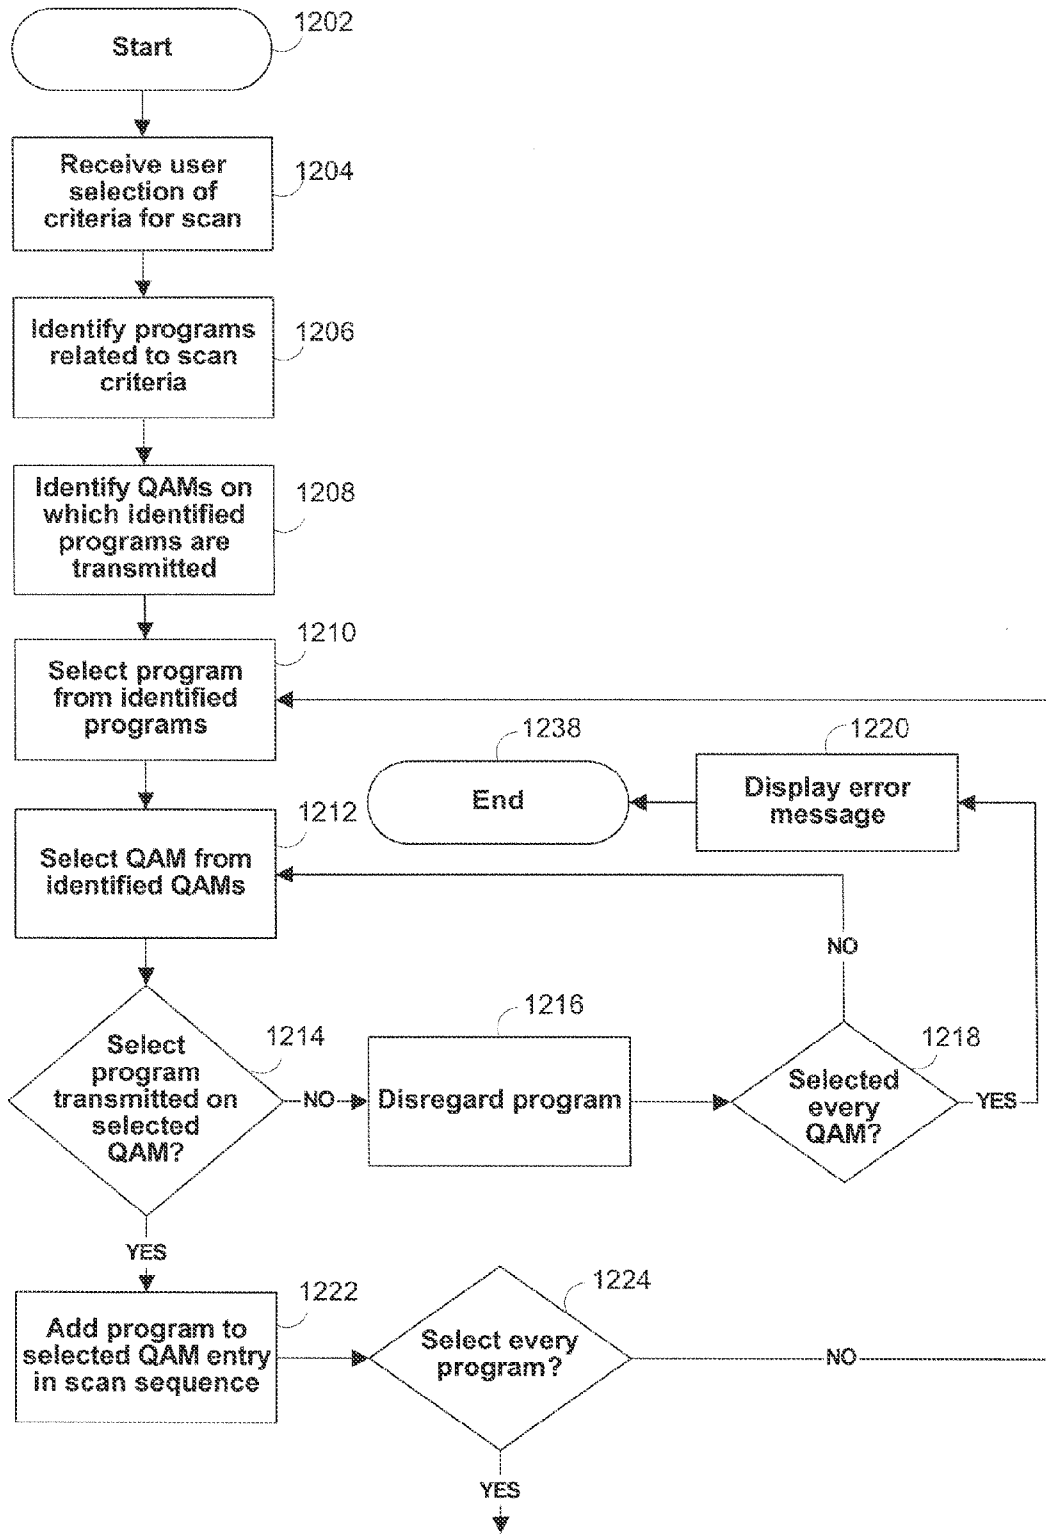 Start
1202
Receive user
selection of
criteria for scan
1204
Identify programs
related to scan
criteria
1206
Identify QAMs on
which identified
programs are
transmitted
1208
Select program
from identified
programs
1210
End
1238
Display error
message
1220
Select QAM from
identified QAMs
1212
NO
Select
program
transmitted on
selected
QAM?
1214
NO
Disregard program
1216
Selected
every
QAM?
1218
YES
YES
Add program to
selected QAM entry
in scan sequence
1222
Select every
program?
1224
NO
YES